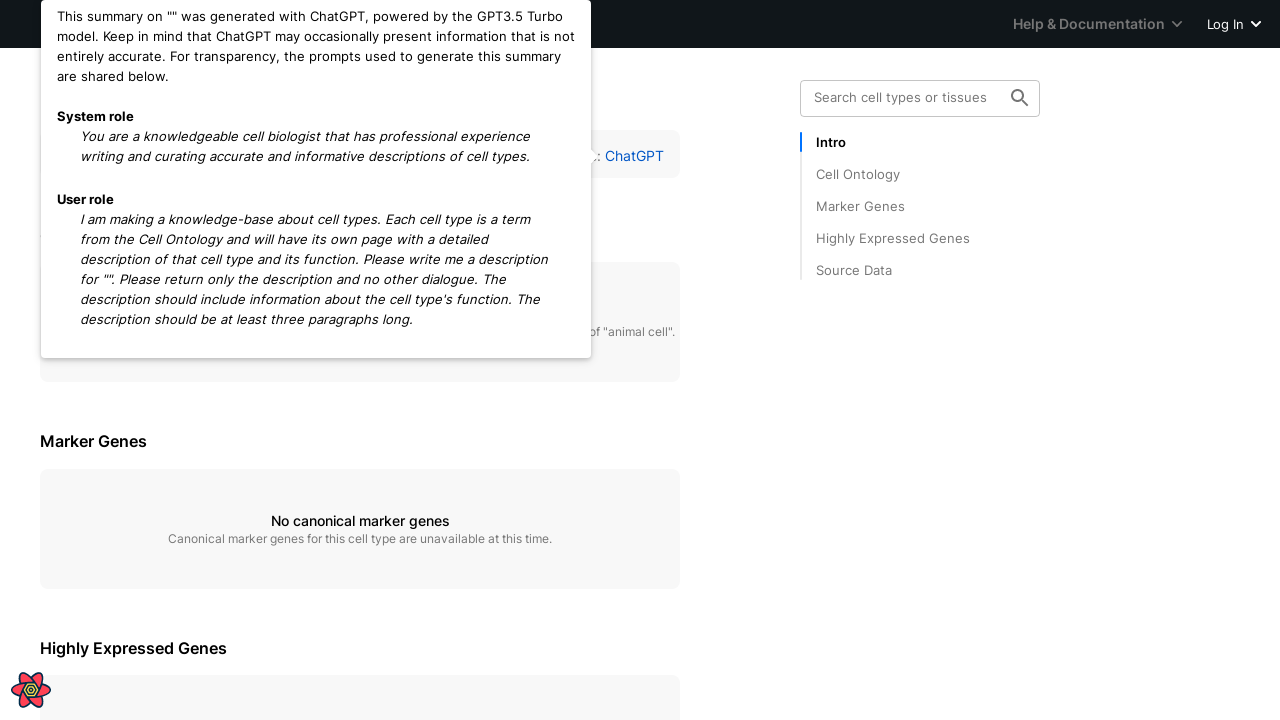 This summary on "" was generated with ChatGPT, powered by the GPT3.5 Turbo
model. Keep in mind that ChatGPT may occasionally present information that is not
entirely accurate. For transparency, the prompts used to generate this summary
are shared below.
System role
You are a knowledgeable cell biologist that has professional experience
writing and curating accurate and informative descriptions of cell types.
User role
I am making a knowledge-base about cell types. Each cell type is a term
from the Cell Ontology and will have its own page with a detailed
description of that cell type and its function. Please write me a description
for "". Please return only the description and no other dialogue. The
description should include information about the cell type's function. The
description should be at least three paragraphs long.
Help & Documentation
Log In
: ChatGPT
of "animal cell".
Marker Genes
No canonical marker genes
Canonical marker genes for this cell type are unavailable at this time.
Highly Expressed Genes
Search cell types or tissues
Intro
Cell Ontology
Marker Genes
Highly Expressed Genes
Source Data